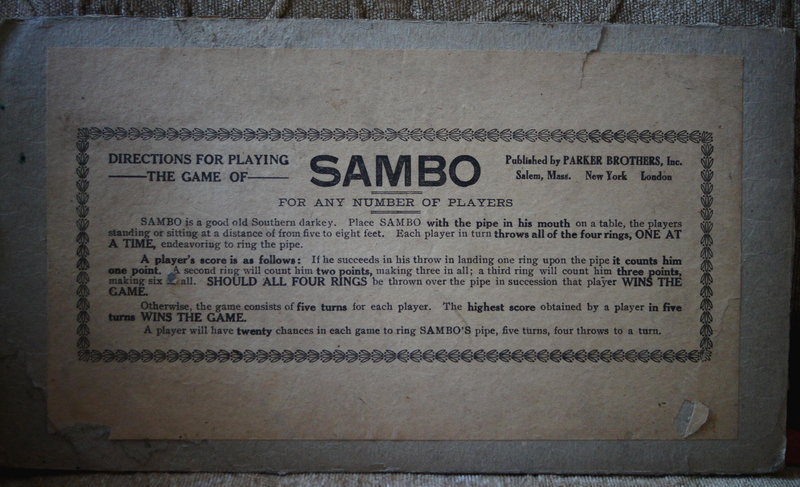 DIRECTIONS FOR PLAYING
THE GAME OF
SAMBO
Published by PARKER BROTHERS, Inc.
Salem, Mass. New York London
FOR ANY NUMBER OF PLAYERS
SAMBO is a good old Southern darkey. Place SAMBO with the pipe in his mouth on a table, the players
standing or sitting at a distance of from five to eight feet. Each player in turn throws all of the four rings, ONE AT
A TIME, endeavoring to ring the pipe.
A player's score is as follows: If he succeeds in his throw in landing one ring upon the pipe it counts him
one point. A second ring will count him two points, making three in all; a third ring will count him three points,
making six all. SHOULD ALL FOUR RINGS be thrown over the pipe in succession that player WINS THE
GAME.
Otherwise, the game consists of five turns for each player. The highest score obtained by a player in five
turns WINS THE GAME.
A player will have twenty chances in each game to ring SAMBO'S pipe, five turns, four throws to a turn.